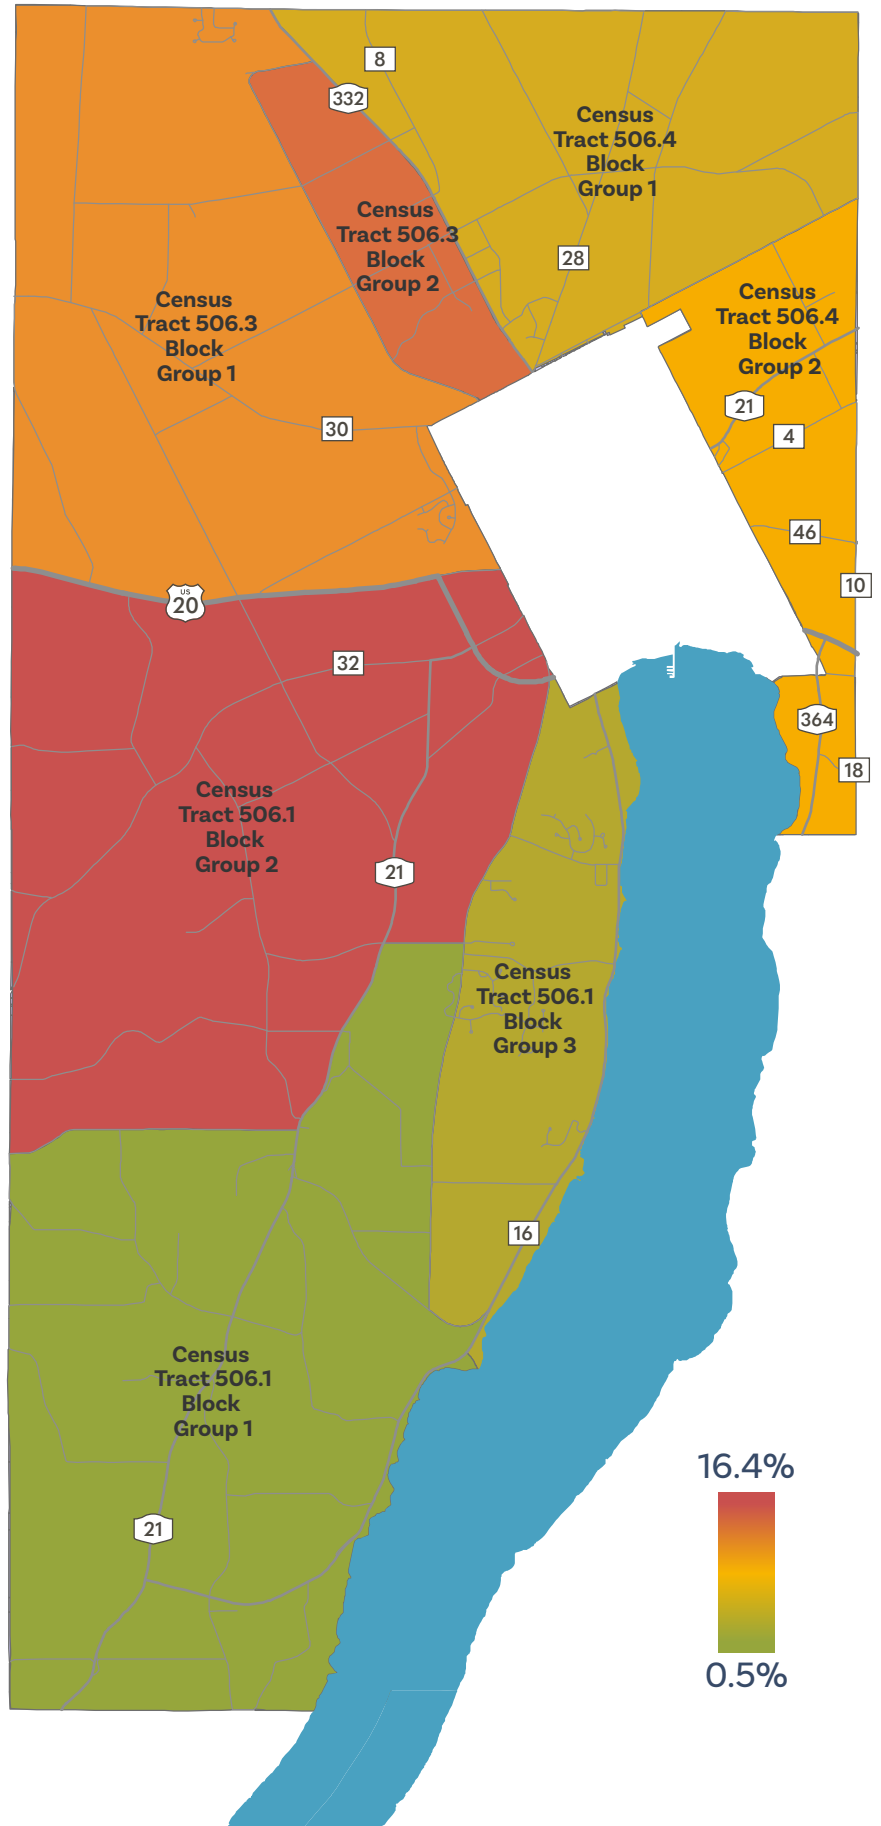 8
332
Census
Tract 506.4
Block
Group 1
Census
Tract 506.3
Block
Group 2
28
Census
Tract 506.3
Block
Group 1
Census
Tract 506.4
Block
Group 2
21
30
4
46
10
US
20
32
364
18
Census
Tract 506.1
Block
Group 2
21
Census
Tract 506.1
Block
Group 3
16
Census
Tract 506.1
Block
Group 1
21
16.4%
0.5%